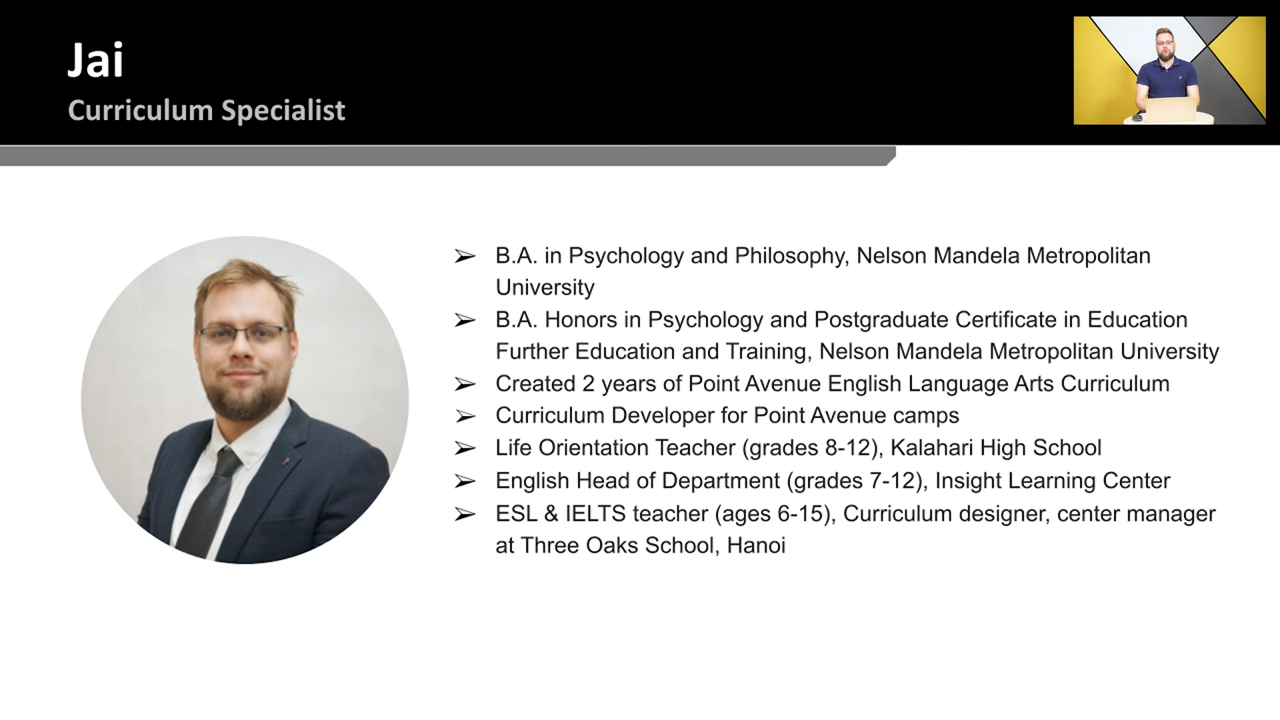 Jai
Curriculum Specialist
➢ B.A. in Psychology and Philosophy, Nelson Mandela Metropolitan
University
➢ B.A. Honors in Psychology and Postgraduate Certificate in Education
Further Education and Training, Nelson Mandela Metropolitan University
➢ Created 2 years of Point Avenue English Language Arts Curriculum
➢ Curriculum Developer for Point Avenue camps
➢ Life Orientation Teacher (grades 8-12), Kalahari High School
➢ English Head of Department (grades 7-12), Insight Learning Center
➢ ESL & IELTS teacher (ages 6-15), Curriculum designer, center manager
at Three Oaks School, Hanoi